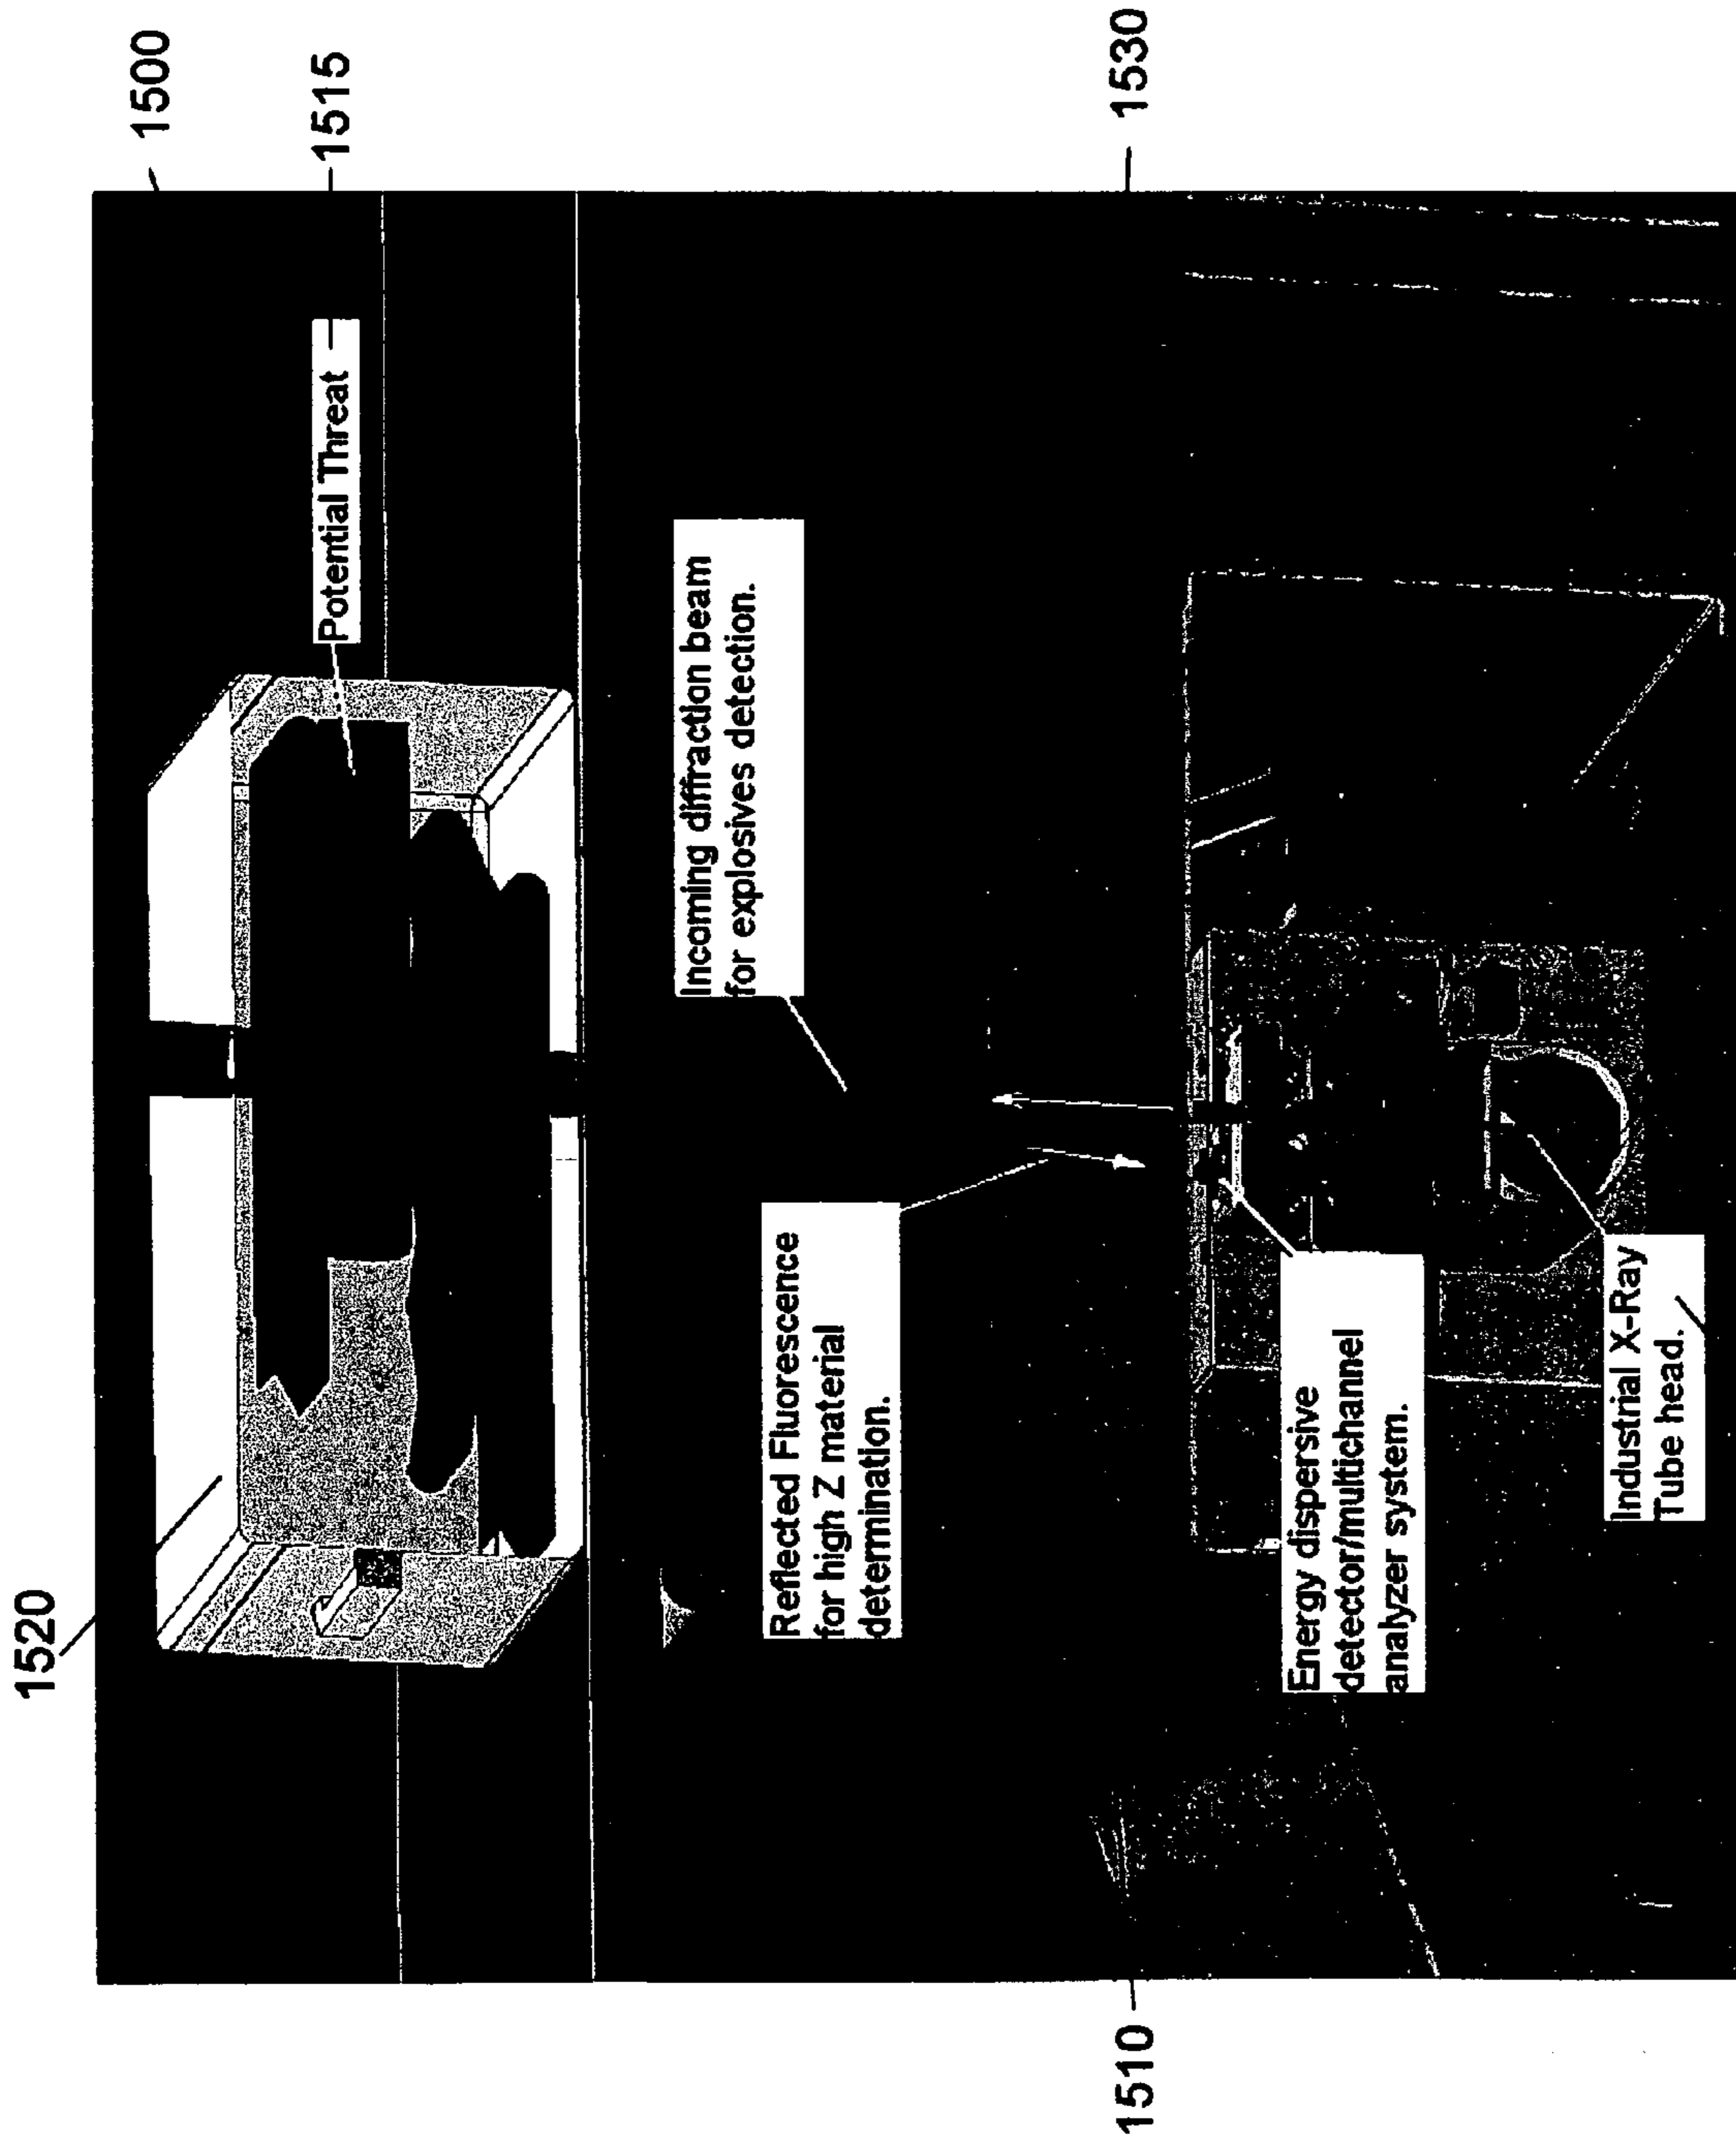 1520
1500
Potential Threat
1515
Incoming diffraction beam
for explosives detection.
Reflected Fluorescence
for high Z material
determination.
1510
1530
Energy dispersive
detector/multichannel
analyzer system.
Industrial X-Ray
Tube head.